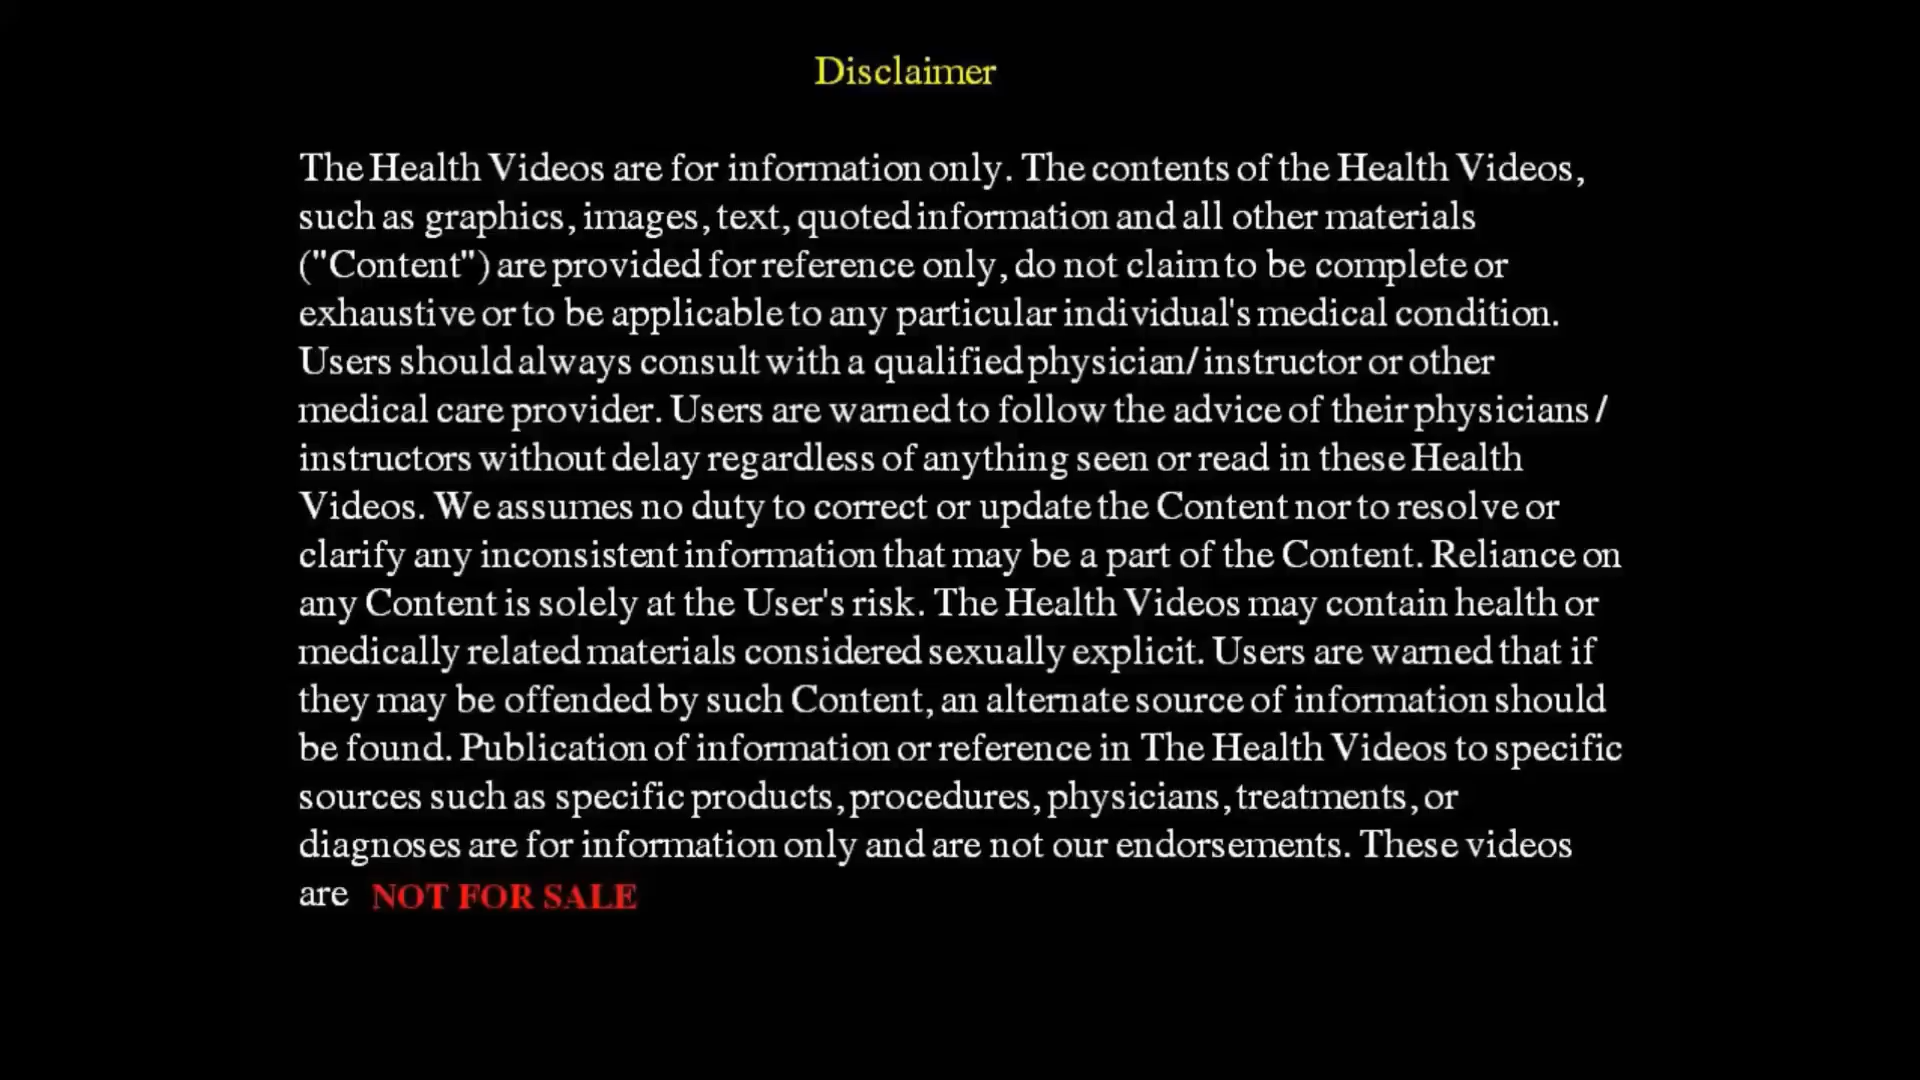 Disclaimer
The Health Videos are for information only. The contents of the Health Videos,
such as graphics, images, text, quoted information and all other materials
("Content") are provided for reference only, do not claim to be complete or
exhaustive or to be applicable to any particular individual's medical condition.
Users should always consult with a qualified physician/ instructor or other
medical care provider. Users are warned to follow the advice of their physicians /
instructors without delay regardless of anything seen or read in these Health
Videos. We assumes no duty to correct or update the Content nor to resolve or
clarify any inconsistent information that may be a part of the Content. Reliance on
any Content is solely at the User's risk. The Health Videos may contain health or
medically related materials considered sexually explicit. Users are warned that if
they may be offended by such Content, an alternate source of information should
be found. Publication of information or reference in The Health Videos to specific
sources such as specific products, procedures, physicians, treatments, or
diagnoses are for information only and are not our endorsements. These videos
are NOT FOR SALE